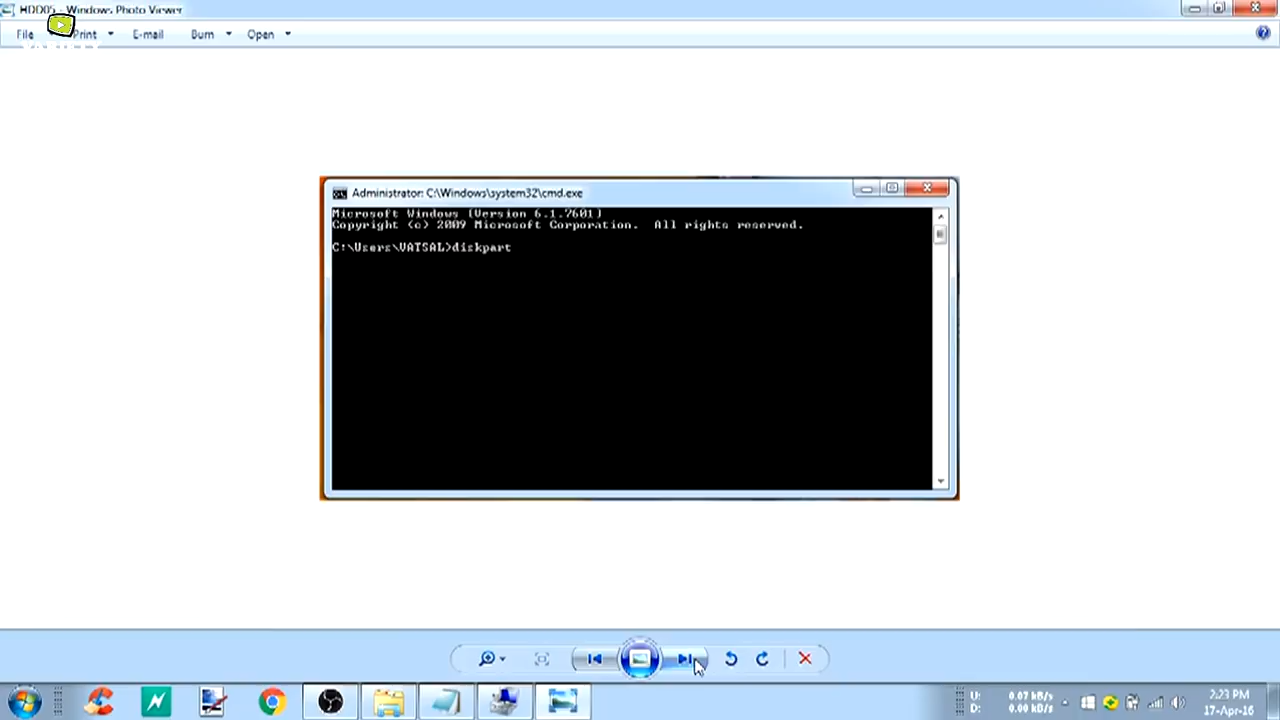 HDD05 - Windows Photo Viewer
File Print E-mail Burn Open
Administrator: C:\Windows\system32\cmd.exe
Microsoft Windows [Version 6.1.7601]
Copyright (c) 2009 Microsoft Corporation. All rights reserved.
C:\Users\VATSAL>diskpart
U: 0.07 kB/s
D: 0.00 kB/s
2:23 PM
17-Apr-16